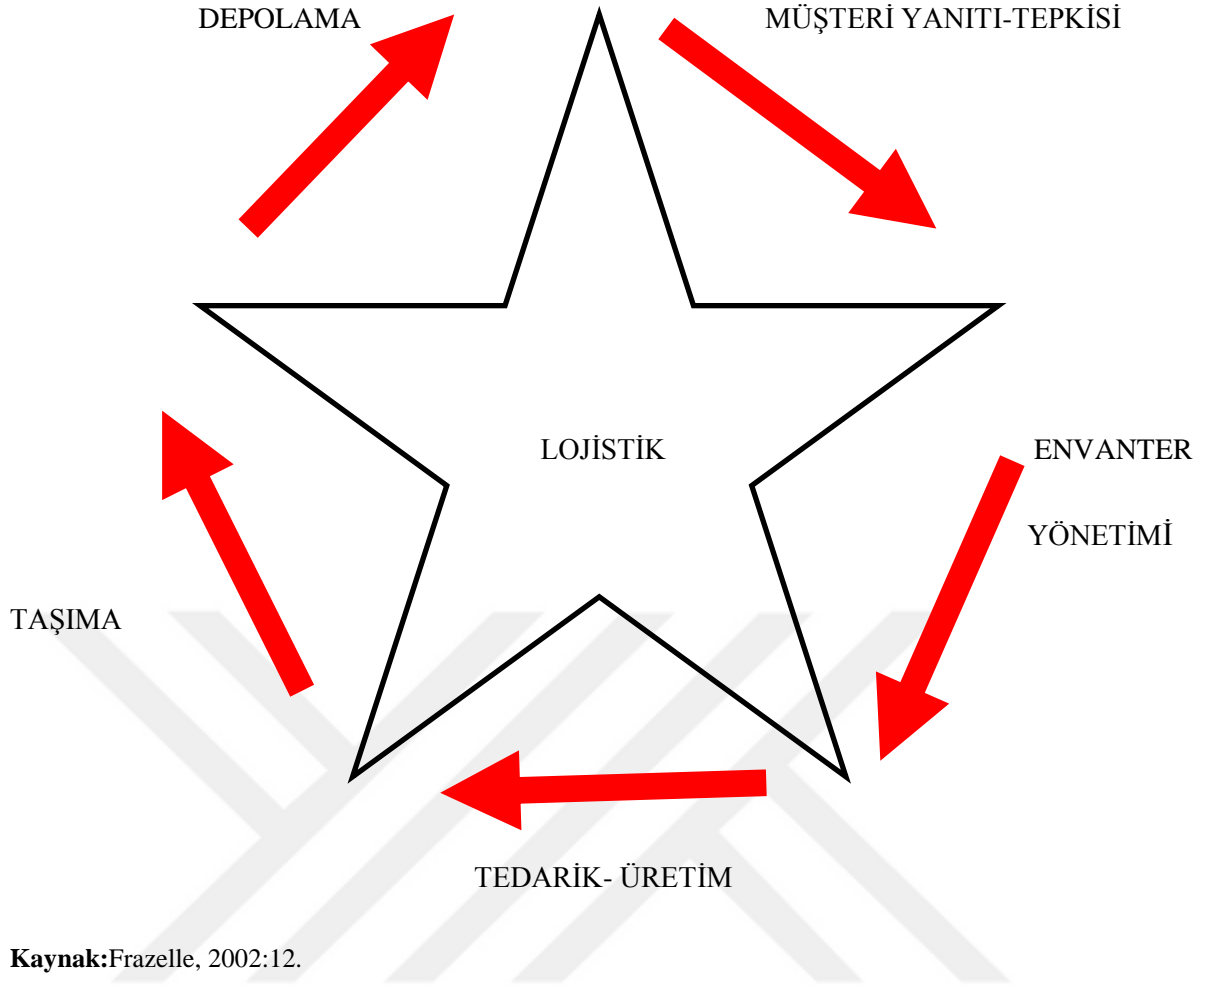 DEPOLAMA
MÜŞTERİ YANITI-TEPKİSİ
LOJİSTİK
ENVANTER
YÖNETİMİ
TAŞIMA
TEDARİK- ÜRETİM
Kaynak:Frazelle, 2002:12.